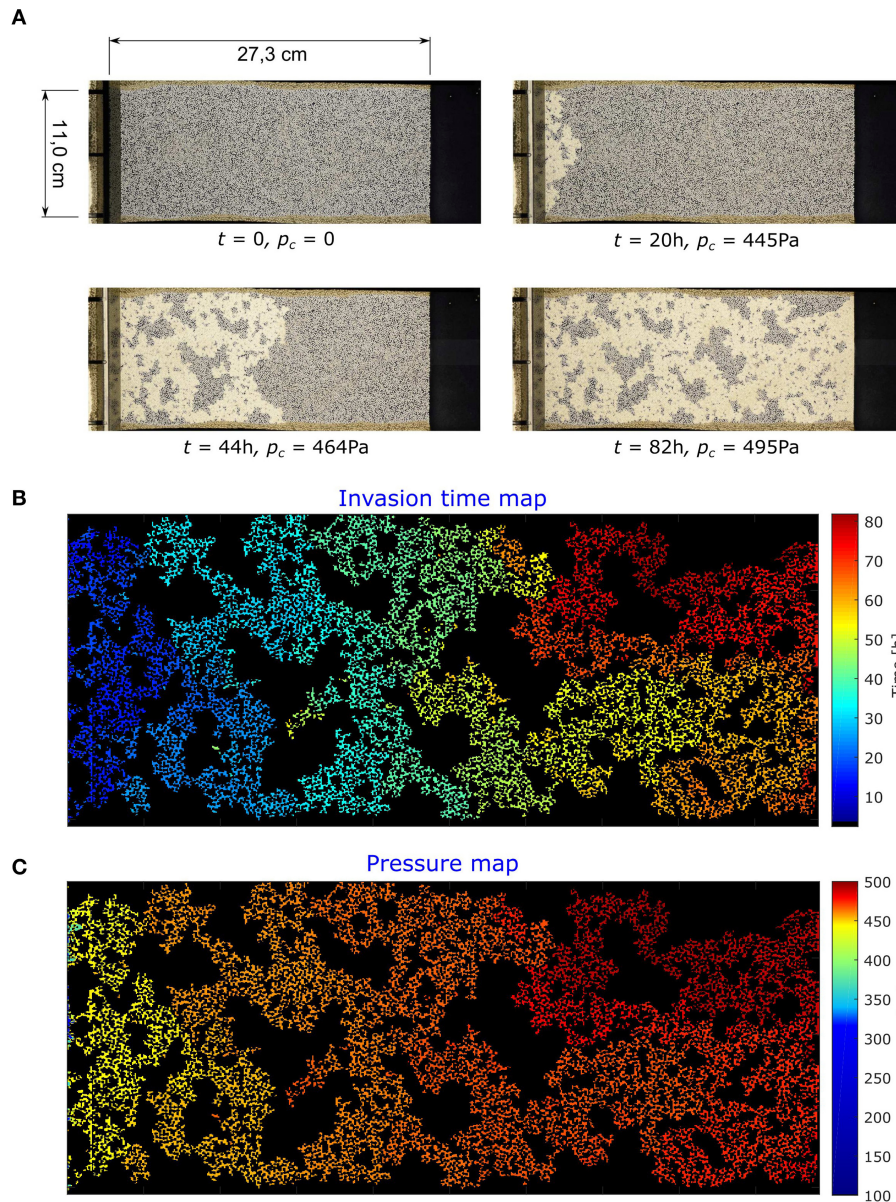 A
27,3 cm
11,0 cm
t = 0, p_c = 0
t = 20h, p_c = 445Pa
t = 44h, p_c = 464Pa
t = 82h, p_c = 495Pa
B
Invasion time map
80
70
60
50
40
30
20
10
C
Pressure map
500
450
400
350
300
250
200
150
100